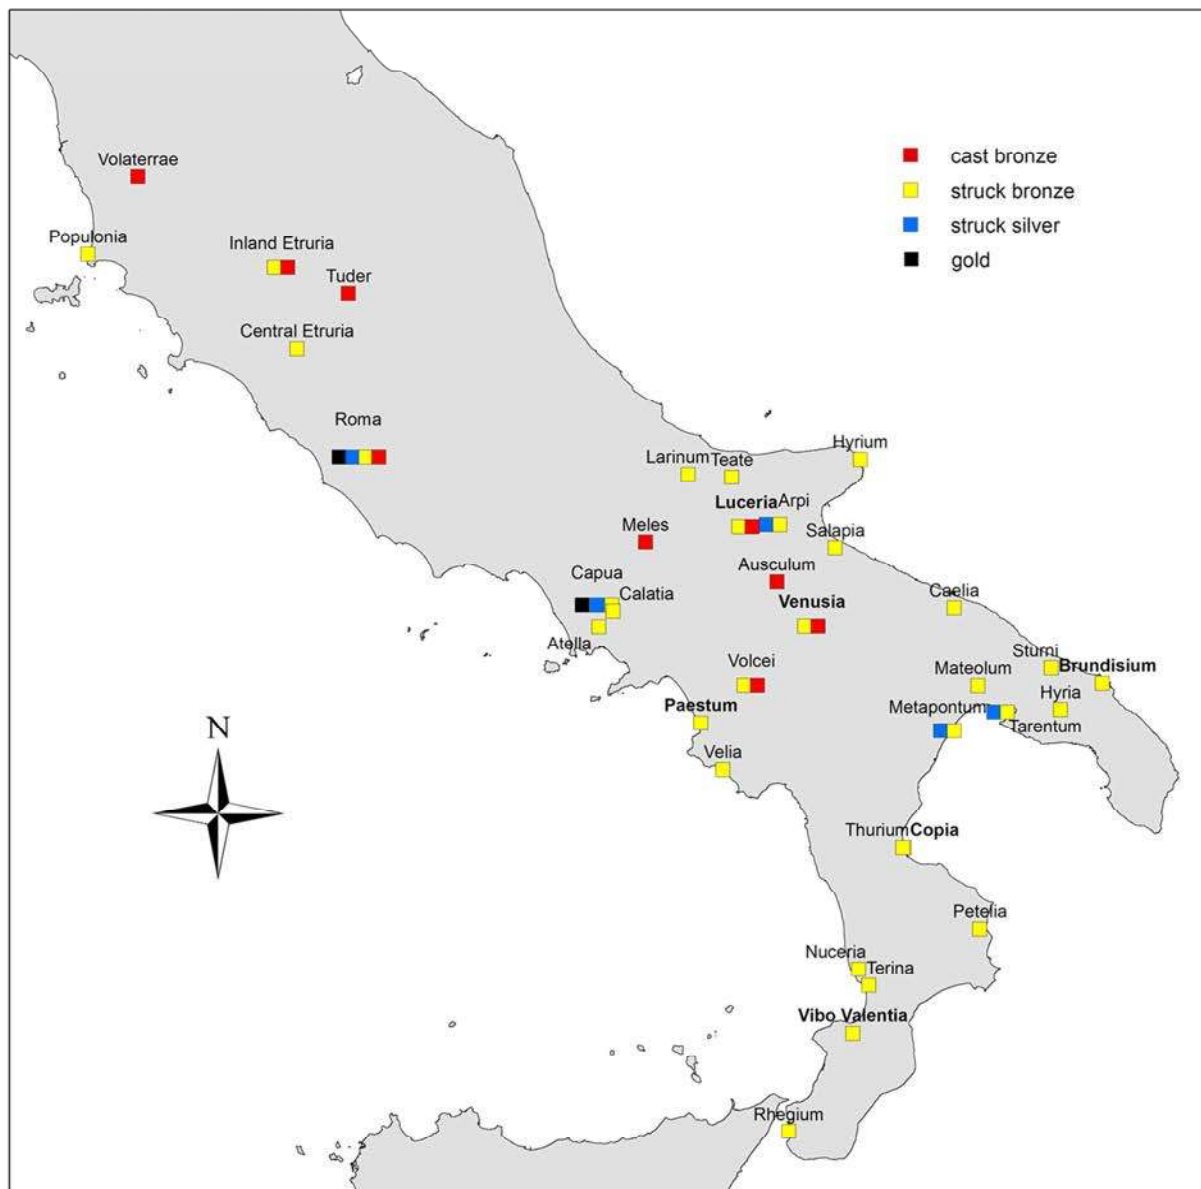 Volaterrae
cast bronze
struck bronze
struck silver
gold
Populonia
Inland Etruria
Tuder
Central Etruria
Roma
Hyrium
Larinum
Teate
Luceria
Arpi
Meles
Salapia
Ausculum
Capua
Calatia
Venusia
Caelia
Atella
Sturni
Volcei
Mateolum
Brundisium
Hyria
Paestum
Metapontum
Tarentum
N
Velia
Thurium
Copia
Petelia
Nuceria
Terina
Vibo Valentia
Rhegium